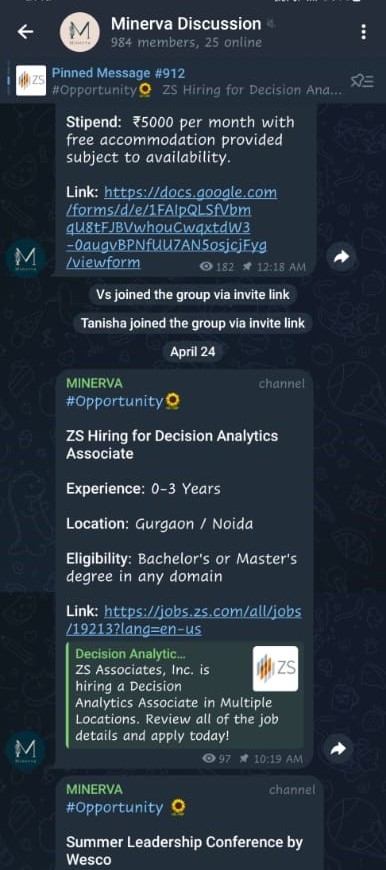 Minerva Discussion
984 members, 25 online
Pinned Message #912
#Opportunity🌻 ZS Hiring for Decision Ana...
Stipend: ₹5000 per month with
free accommodation provided
subject to availability.
Link: https://docs.google.com
/forms/d/e/1FAIpQLSfVbm
qU8tFJBVwhouCwqxtdW3
-0augvBPNfUU7AN5osjcjFyg
/viewform
182 12:18 AM
Vs joined the group via invite link
Tanisha joined the group via invite link
April 24
MINERVA channel
#Opportunity🌻
ZS Hiring for Decision Analytics
Associate
Experience: 0-3 Years
Location: Gurgaon / Noida
Eligibility: Bachelor's or Master's
degree in any domain
Link: https://jobs.zs.com/all/jobs
/19213?lang=en-us
Decision Analytic...
ZS Associates, Inc. is
hiring a Decision
Analytics Associate in Multiple
Locations. Review all of the job
details and apply today!
ZS
97 10:19 AM
MINERVA channel
#Opportunity 🌻
Summer Leadership Conference by
Wesco